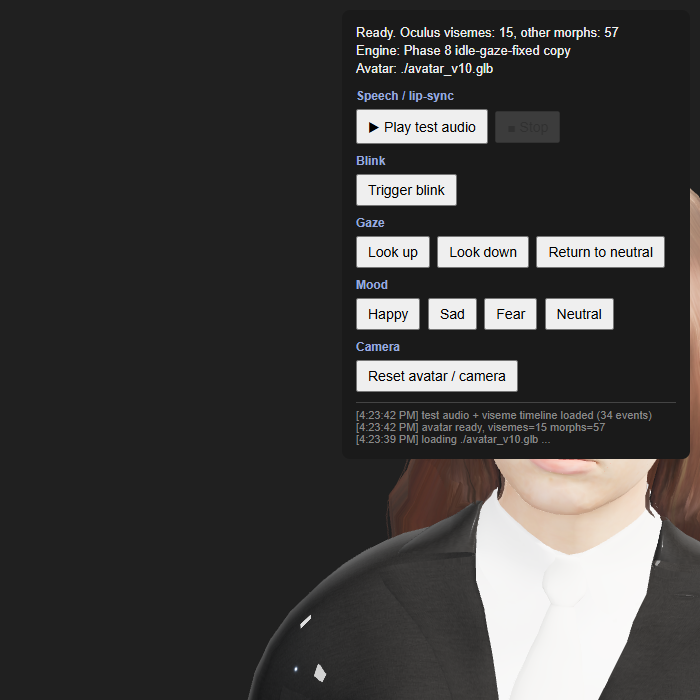 Ready. Oculus visemes: 15, other morphs: 57
Engine: Phase 8 idle-gaze-fixed copy
Avatar: ./avatar_v10.glb
Speech / lip-sync
▶ Play test audio ■ Stop
Blink
Trigger blink
Gaze
Look up Look down Return to neutral
Mood
Happy Sad Fear Neutral
Camera
Reset avatar / camera
[4:23:42 PM] test audio + viseme timeline loaded (34 events)
[4:23:42 PM] avatar ready, visemes=15 morphs=57
[4:23:39 PM] loading ./avatar_v10.glb ...